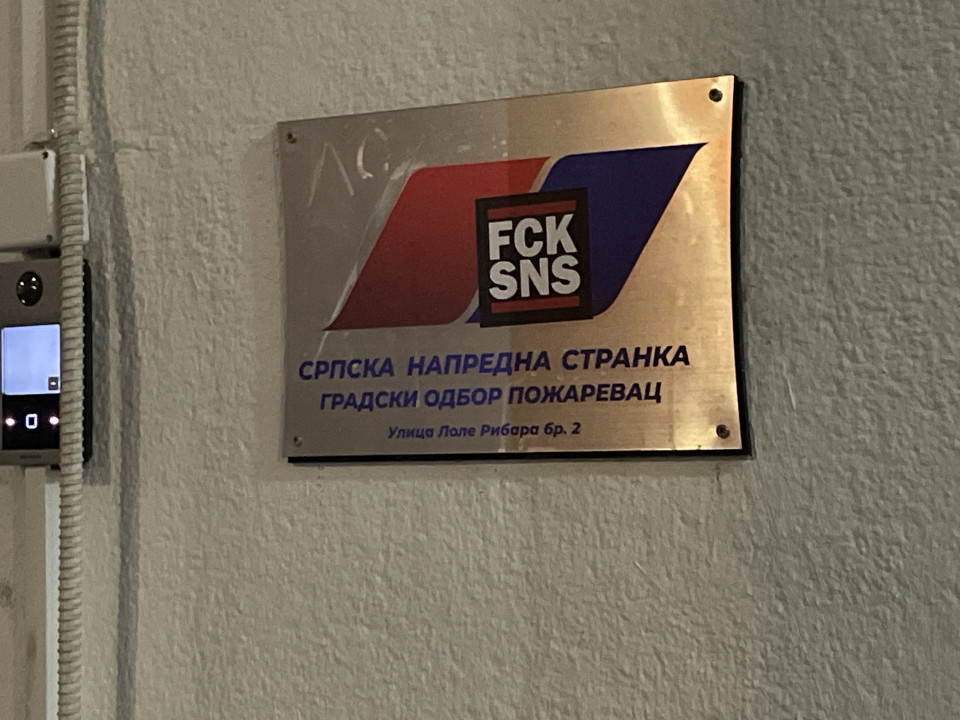 FCK
SNS
СРПСКА НАПРЕДНА СТРАНКА
ГРАДСКИ ОДБОР ПОЖАРЕВАЦ
Улица Лоле Рибара бр. 2